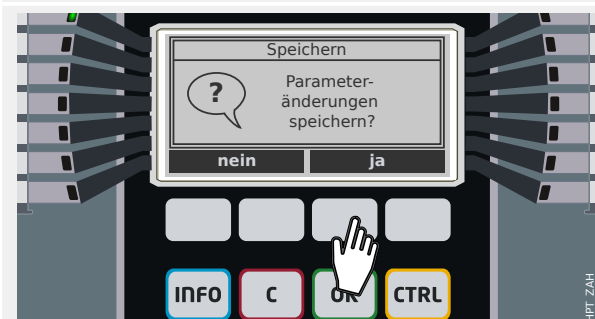 Speichern
?
Parameter-
änderungen
speichern?
nein ja
INFO C OK CTRL
HPT_ZAH